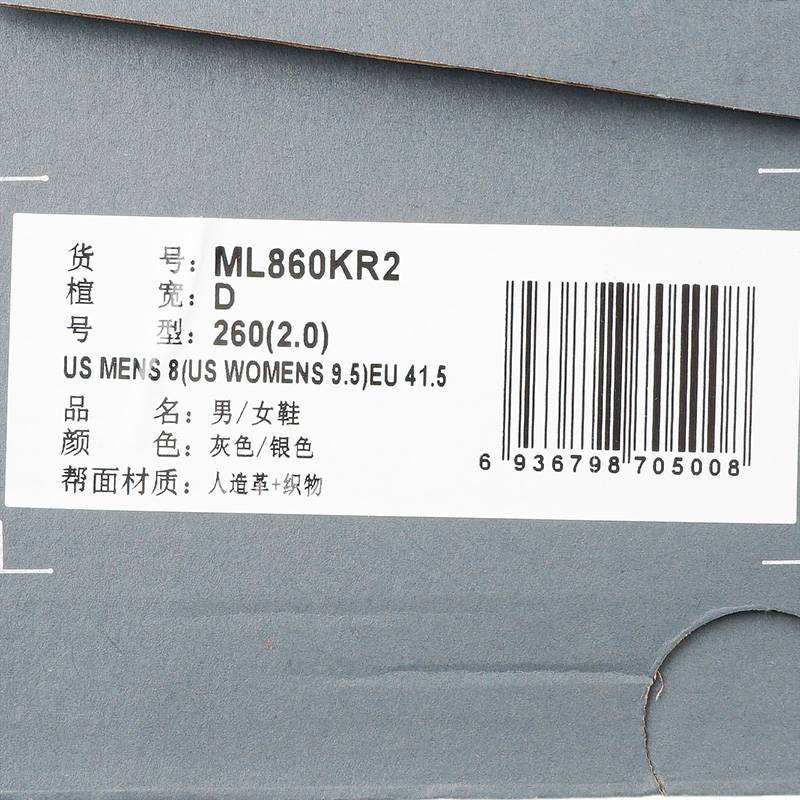 货 号：ML860KR2
楦 宽：D
号 型：260(2.0)
US MENS 8(US WOMENS 9.5)EU 41.5
品 名：男/女鞋
颜 色：灰色/银色
帮面材质：人造革+织物
6 936798 705008